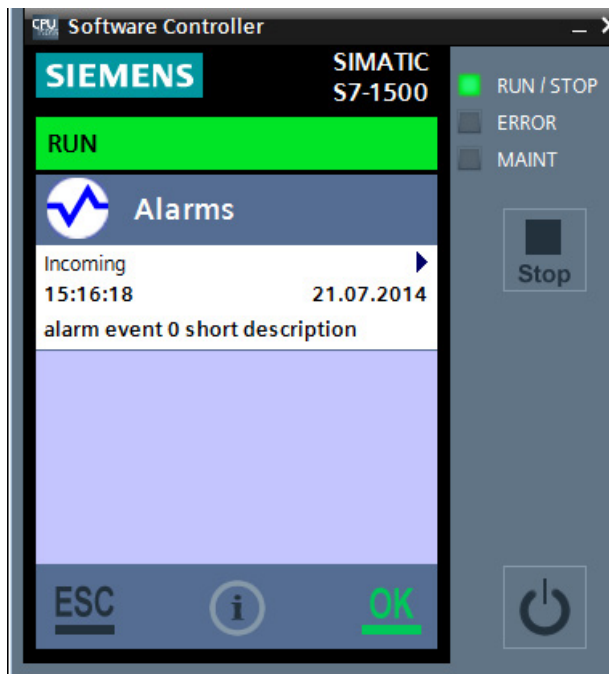 CPU
Software Controller
SIEMENS
SIMATIC
S7-1500
RUN / STOP
ERROR
MAINT
RUN
Alarms
Incoming
15:16:18 21.07.2014
alarm event 0 short description
Stop
ESC i OK